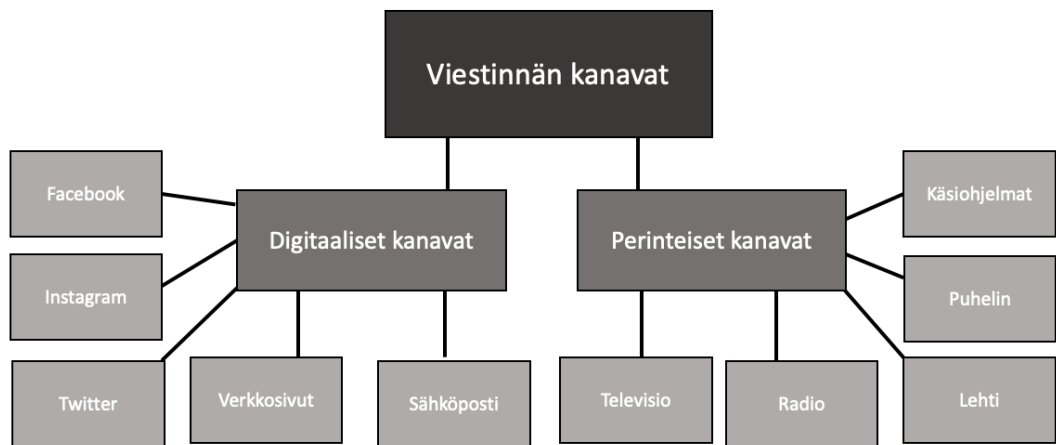 Viestinnän kanavat
Digitaaliset kanavat
Perinteiset kanavat
Facebook
Instagram
Twitter
Verkkosivut
Sähköposti
Televisio
Radio
Lehti
Puhelin
Käsiohjelmat